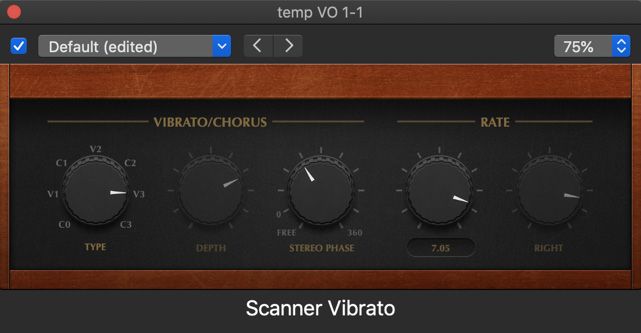 temp VO 1-1
Default (edited)
75%
VIBRATO/CHORUS
RATE
V2
C1
C2
V1
V3
C0
C3
0
FREE
360
TYPE
DEPTH
STEREO PHASE
7.05
RIGHT
Scanner Vibrato